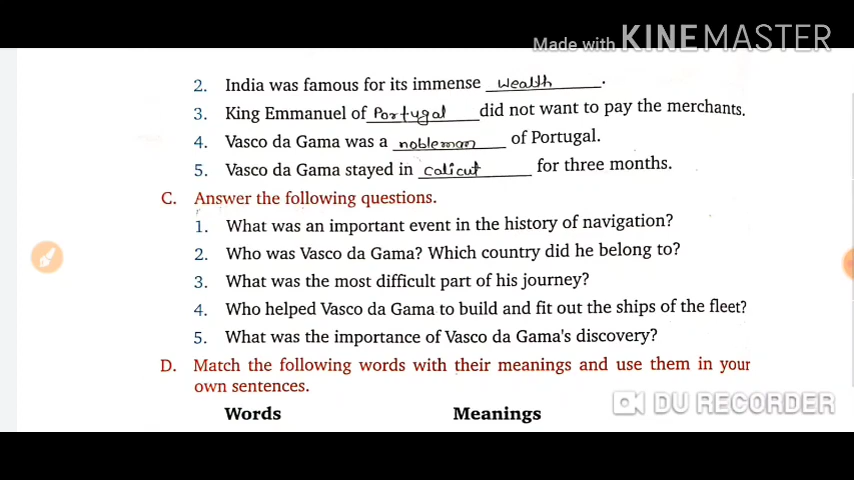 Made with KINEMASTER
2. India was famous for its immense wealth.
3. King Emmanuel of Portugal did not want to pay the merchants.
4. Vasco da Gama was a nobleman of Portugal.
5. Vasco da Gama stayed in calicut for three months.
C. Answer the following questions.
1. What was an important event in the history of navigation?
2. Who was Vasco da Gama? Which country did he belong to?
3. What was the most difficult part of his journey?
4. Who helped Vasco da Gama to build and fit out the ships of the fleet?
5. What was the importance of Vasco da Gama's discovery?
D. Match the following words with their meanings and use them in your
own sentences.
Words Meanings
DU RECORDER